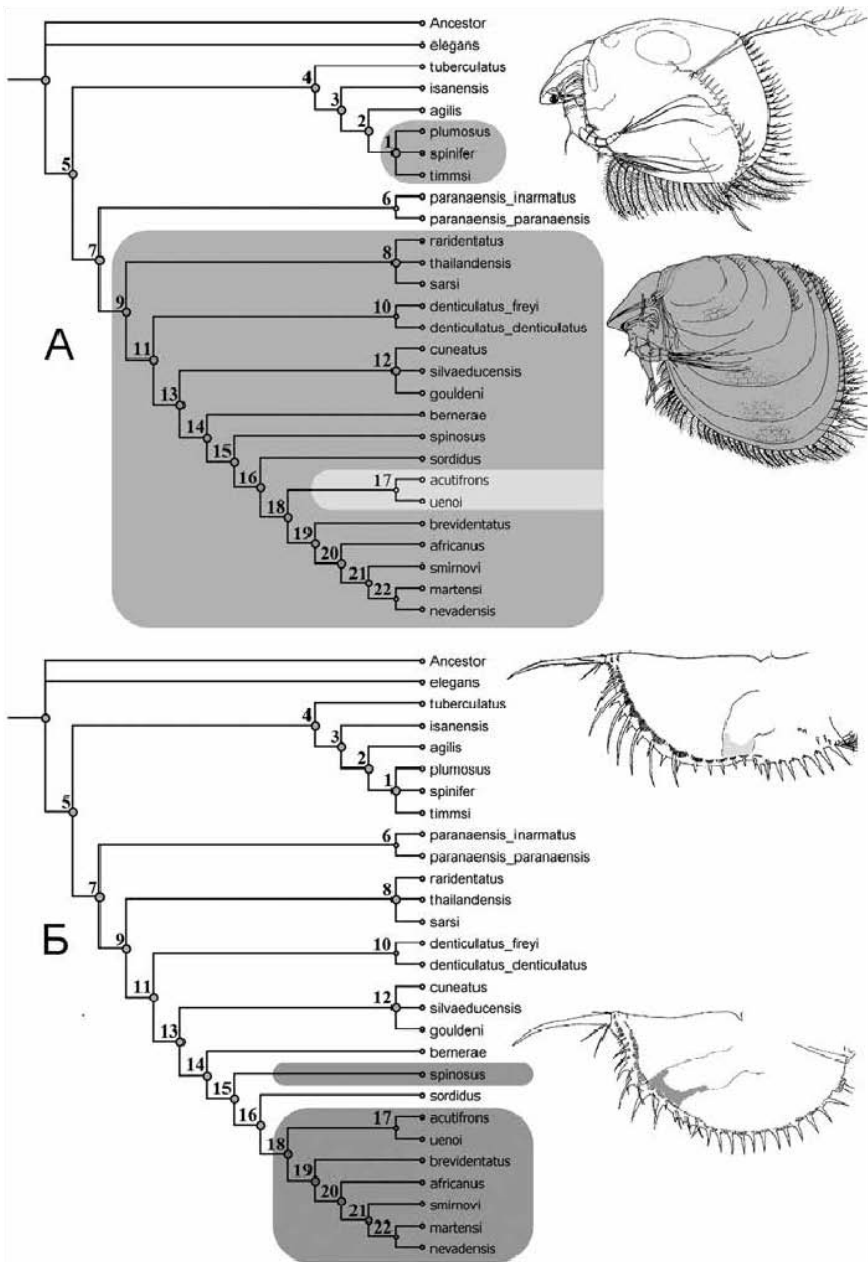 Ancestor
elegans
tuberculatus
4
isanensis
3
agilis
2
plumosus
1
spinifer
timmsi
5
paranaensis_inarmatus
6
paranaensis_paranaensis
raridentatus
7
8
thailandensis
sarsi
9
denticulatus_freyi
10
denticulatus_denticulatus
А
cuneatus
11
12
silvaeducensis
gouldeni
13
bernerae
14
spinosus
15
sordidus
16
acutifrons
17
uenoi
18
brevidentatus
19
africanus
20
smirnovi
21
martensi
22
nevadensis
Ancestor
elegans
tuberculatus
4
isanensis
3
agilis
2
plumosus
1
spinifer
timmsi
5
paranaensis_inarmatus
6
paranaensis_paranaensis
raridentatus
7
8
thailandensis
sarsi
Б
9
denticulatus_freyi
10
denticulatus_denticulatus
cuneatus
11
12
silvaeducensis
gouldeni
13
bernerae
14
spinosus
15
sordidus
16
acutifrons
17
uenoi
18
brevidentatus
19
africanus
20
smirnovi
21
martensi
22
nevadensis